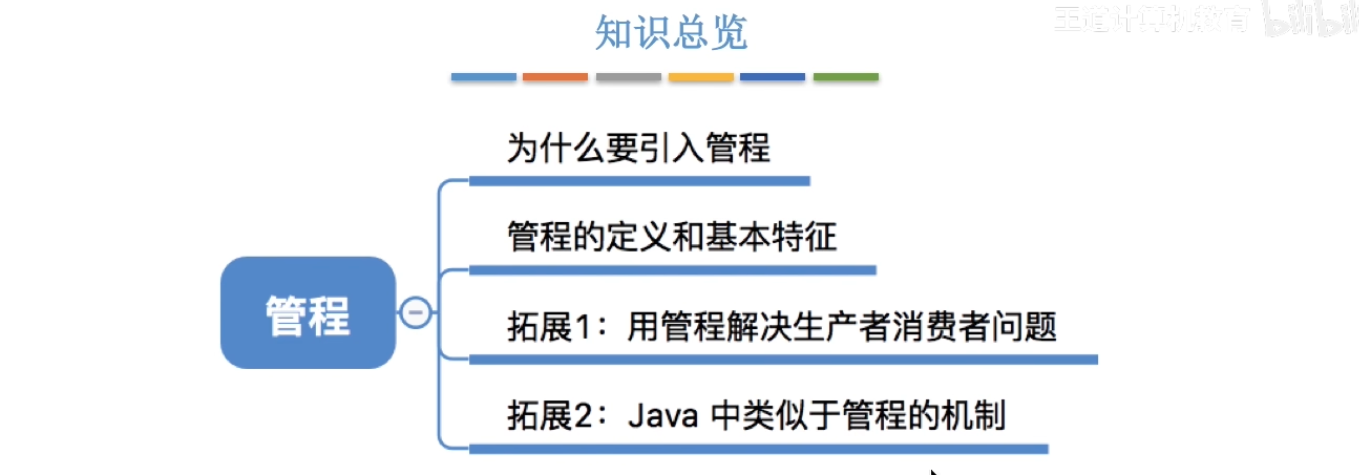 王道计算机教育 bilibili
知识总览
为什么要引入管程
管程的定义和基本特征
管程
拓展1：用管程解决生产者消费者问题
拓展2：Java 中类似于管程的机制